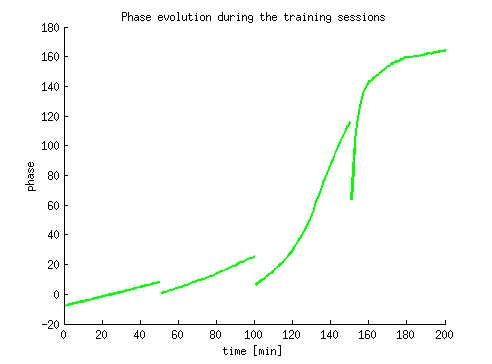 Phase evolution during the training sessions
180
160
140
120
100
80
60
40
20
0
-20
phase
0 20 40 60 80 100 120 140 160 180 200
time [min]